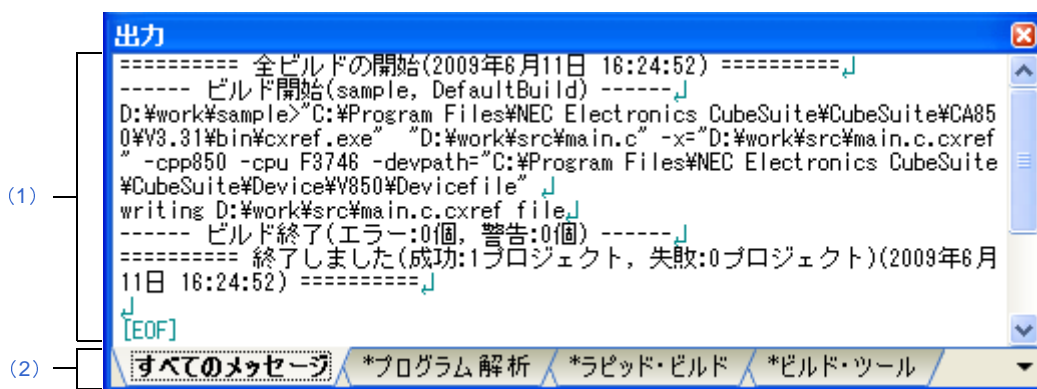 出力
========== 全ビルドの開始(2009年6月11日 16:24:52) ==========↲
------ ビルド開始(sample, DefaultBuild) ------↲
D:¥work¥sample>"C:¥Program Files¥NEC Electronics CubeSuite¥CubeSuite¥CA85
0¥V3.31¥bin¥cxref.exe"  "D:¥work¥src¥main.c" -x="D:¥work¥src¥main.c.cxref
" -cpp850 -cpu F3746 -devpath="C:¥Program Files¥NEC Electronics CubeSuite
¥CubeSuite¥Device¥V850¥Devicefile" ↲
(1)
writing D:¥work¥src¥main.c.cxref file↲
------ ビルド終了(エラー:0個, 警告:0個) ------↲
========== 終了しました(成功:1プロジェクト, 失敗:0プロジェクト)(2009年6月
11日 16:24:52) ==========↲
↲
[EOF]
(2)
すべてのメッセージ *プログラム解析 *ラピッド・ビルド *ビルド・ツール